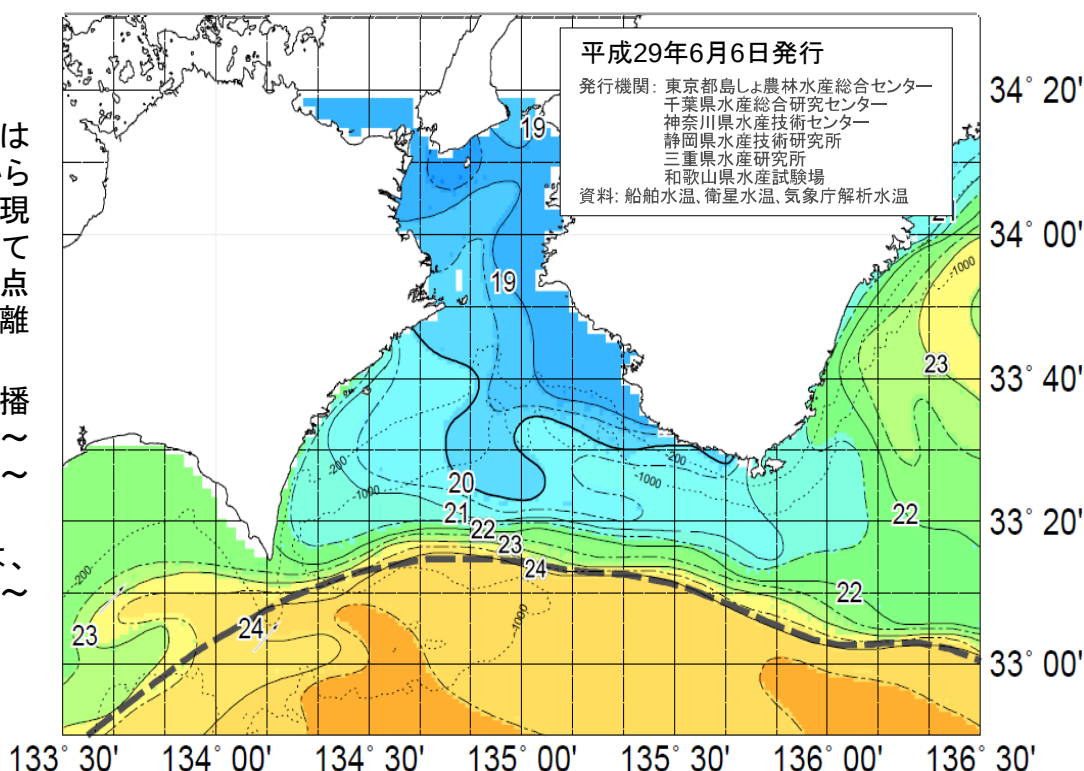 平成29年6月6日発行
発行機関: 東京都島しょ農林水産総合センター
千葉県水産総合研究センター
神奈川県水産技術センター
静岡県水産技術研究所
三重県水産研究所
和歌山県水産試験場
資料: 船舶水温、衛星水温、気象庁解析水温
は
ら
現
て
点
離
播
~
~
、
~
34° 20'
34° 00'
33° 40'
33° 20'
33° 00'
19
19
-1000
23
-200
-1000
20
-200
-1000
21
22
23
24
22
22
-200
23
24
-1000
133° 30'
134° 00'
134° 30'
135° 00'
135° 30'
136° 00'
136° 30'